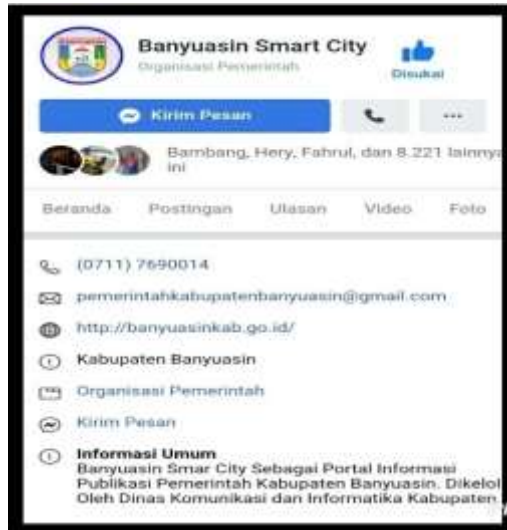 Banyuasin Smart City
Organisasi Pemerintah
Disukai
Kirim Pesan
Bambang, Hery, Fahrul, dan 8.221 lainnya
ini
Beranda Postingan Ulasan Video Foto
(0711) 7690014
pemerintahkabupatenbanyuasin@gmail.com
http://banyuasinkab.go.id/
Kabupaten Banyuasin
Organisasi Pemerintah
Kirim Pesan
Informasi Umum
Banyuasin Smar City Sebagai Portal Informasi
Publikasi Pemerintah Kabupaten Banyuasin. Dikelol
Oleh Dinas Komunikasi dan Informatika Kabupaten